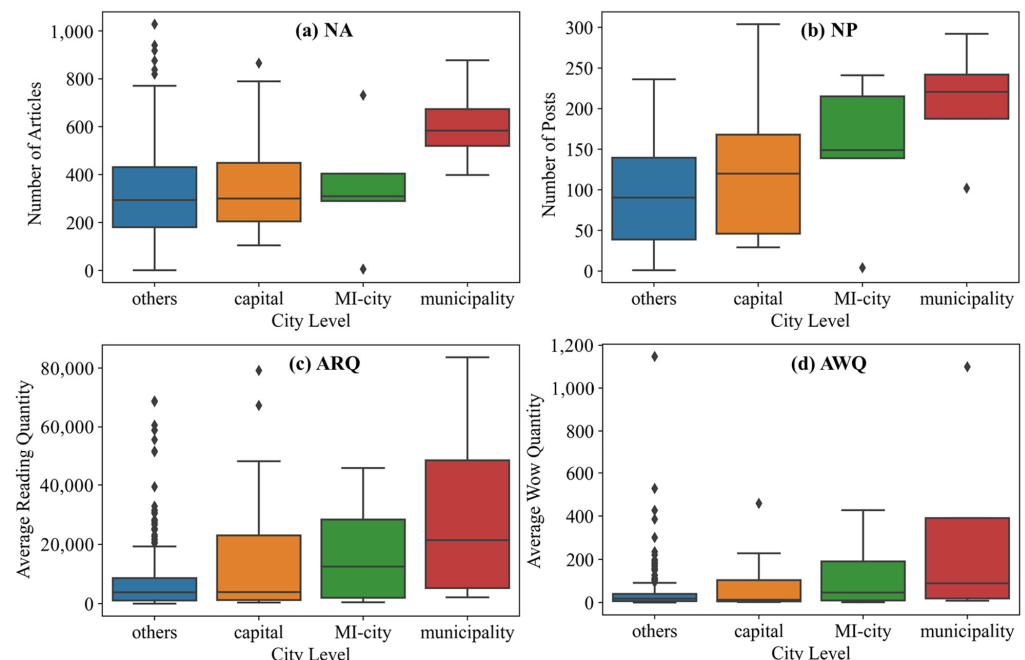 (a) NA
Number of Articles
1,000
800
600
400
200
0
others capital MI-city municipality
City Level
(b) NP
Number of Posts
300
250
200
150
100
50
0
others capital MI-city municipality
City Level
(c) ARQ
Average Reading Quantity
80,000
60,000
40,000
20,000
0
others capital MI-city municipality
City Level
(d) AWQ
Average Wow Quantity
1,200
1,000
800
600
400
200
0
others capital MI-city municipality
City Level